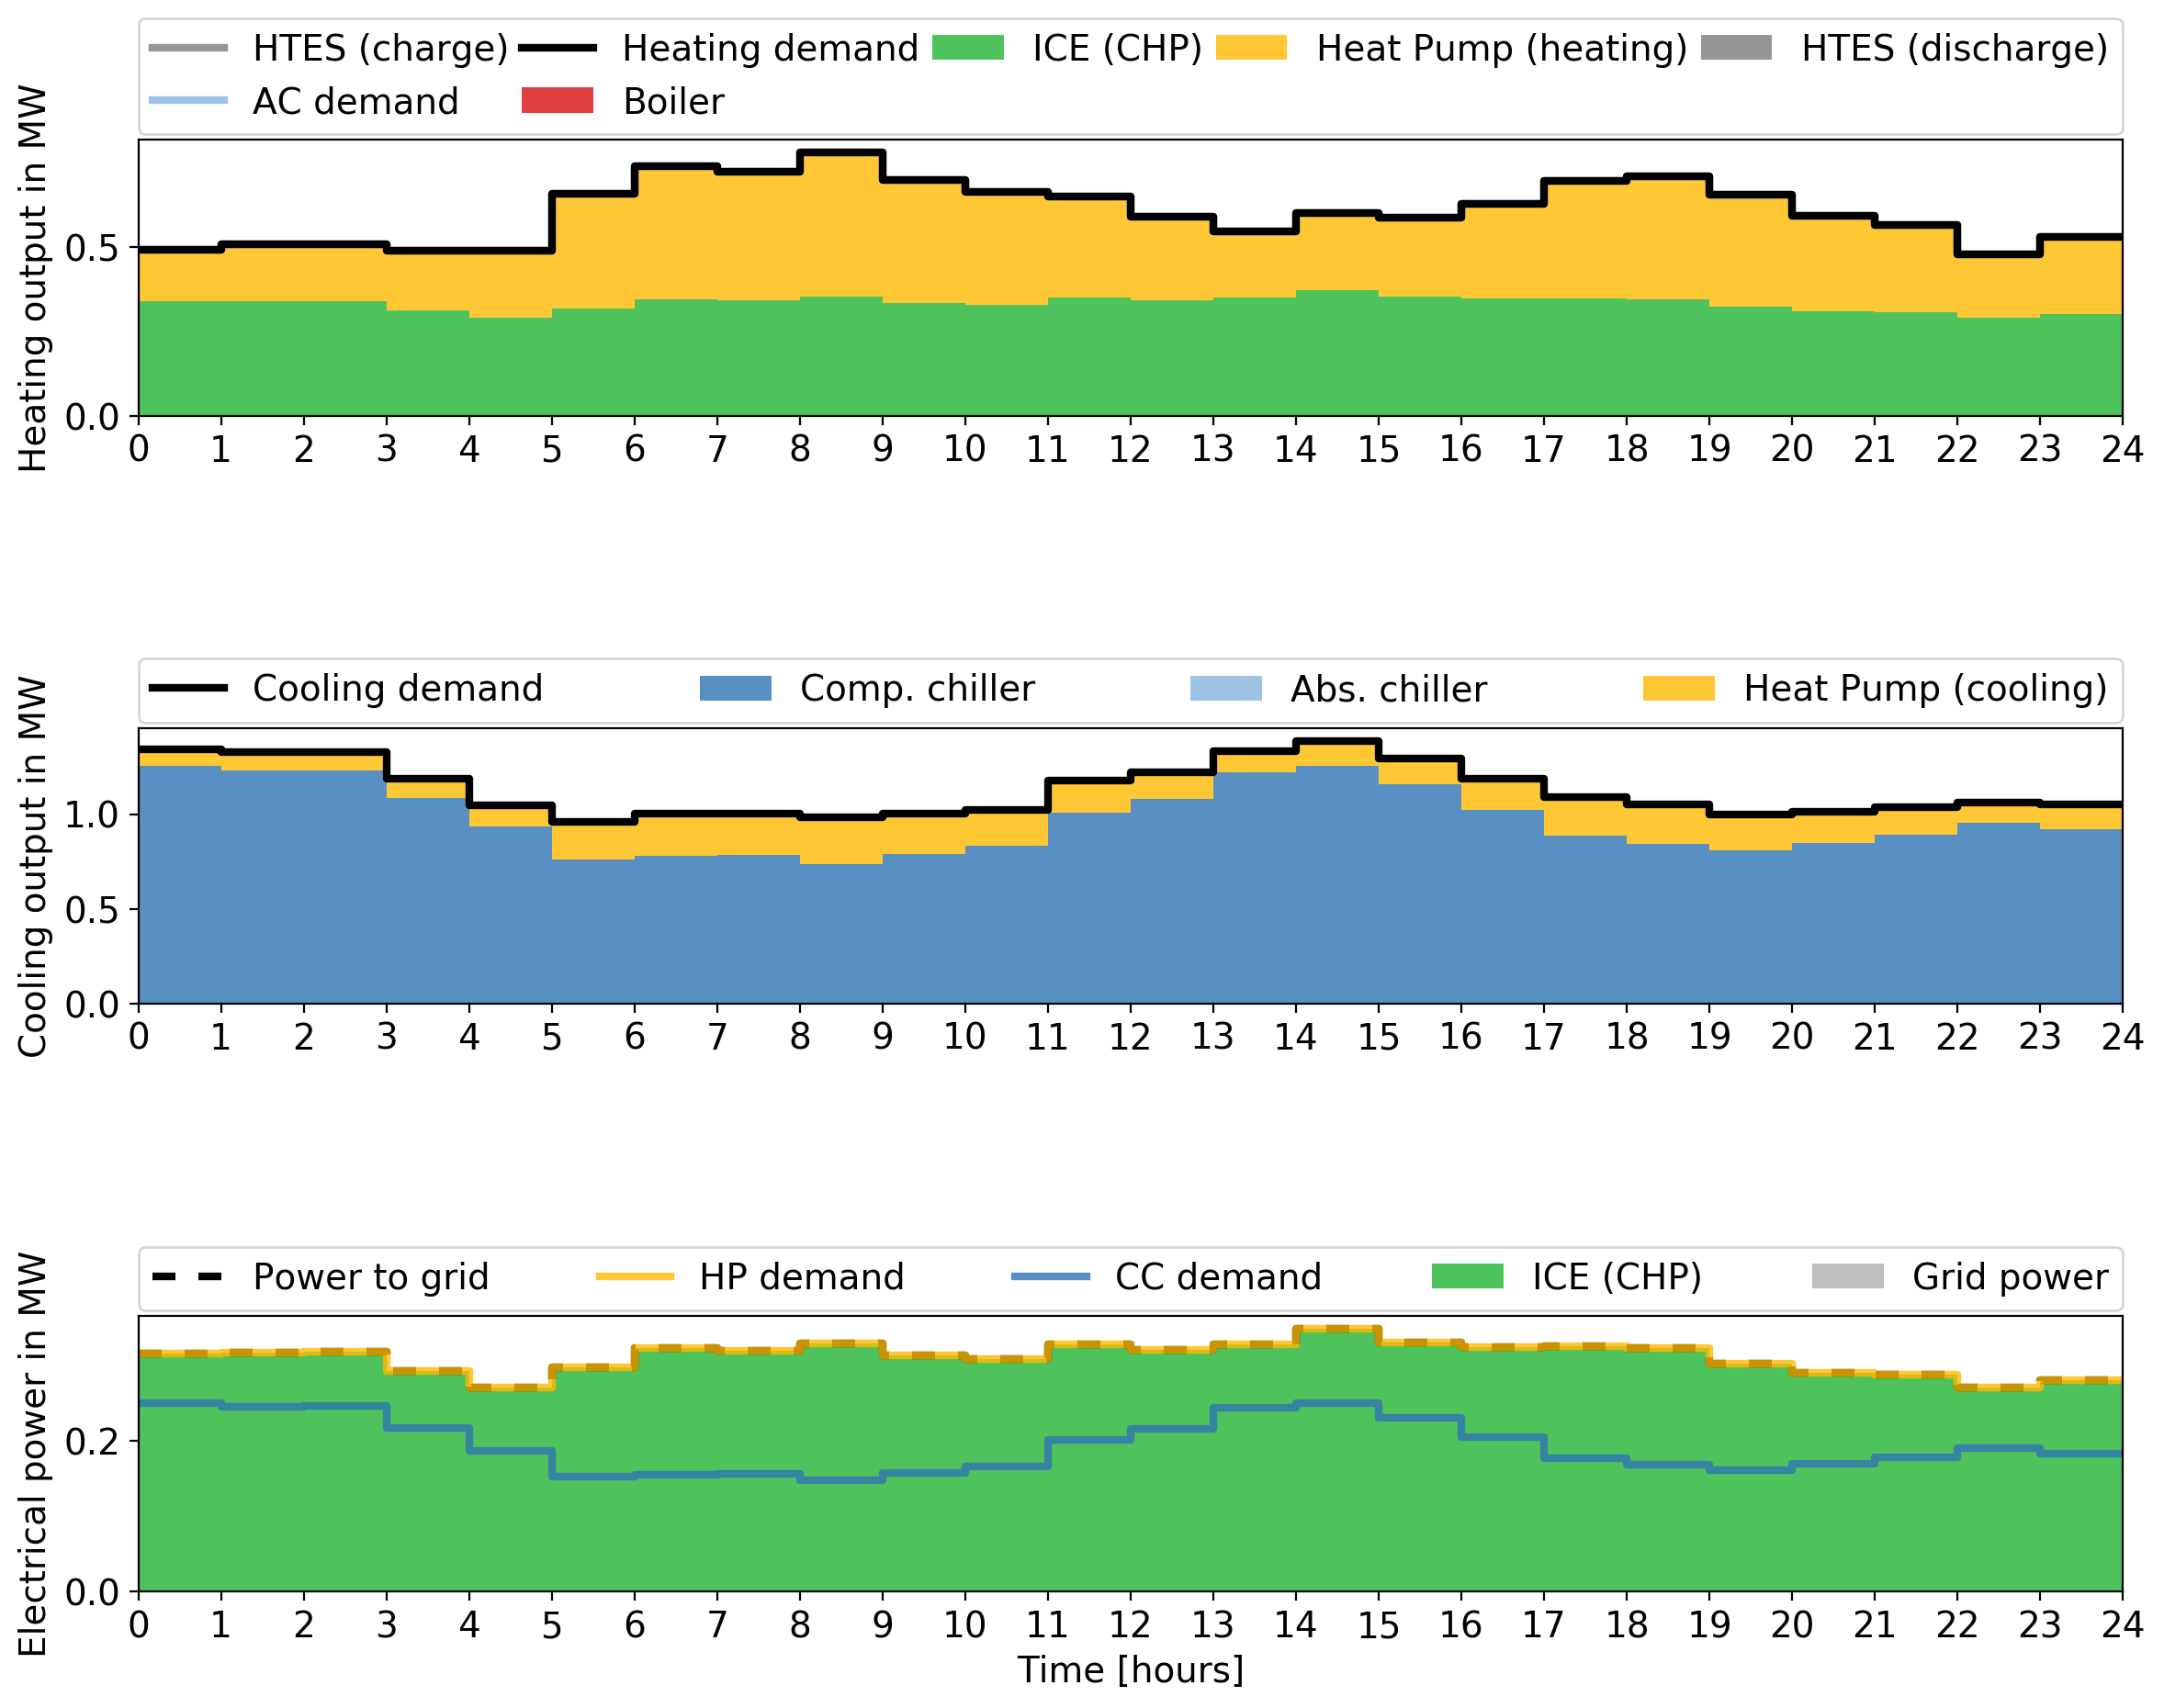 HTES (charge) Heating demand ICE (CHP) Heat Pump (heating) HTES (discharge)
AC demand Boiler
Heating output in MW
0.5
0.0
0 1 2 3 4 5 6 7 8 9 10 11 12 13 14 15 16 17 18 19 20 21 22 23 24
Cooling demand Comp. chiller Abs. chiller Heat Pump (cooling)
Cooling output in MW
1.0
0.5
0.0
0 1 2 3 4 5 6 7 8 9 10 11 12 13 14 15 16 17 18 19 20 21 22 23 24
Power to grid HP demand CC demand ICE (CHP) Grid power
Electrical power in MW
0.2
0.0
0 1 2 3 4 5 6 7 8 9 10 11 12 13 14 15 16 17 18 19 20 21 22 23 24
Time [hours]